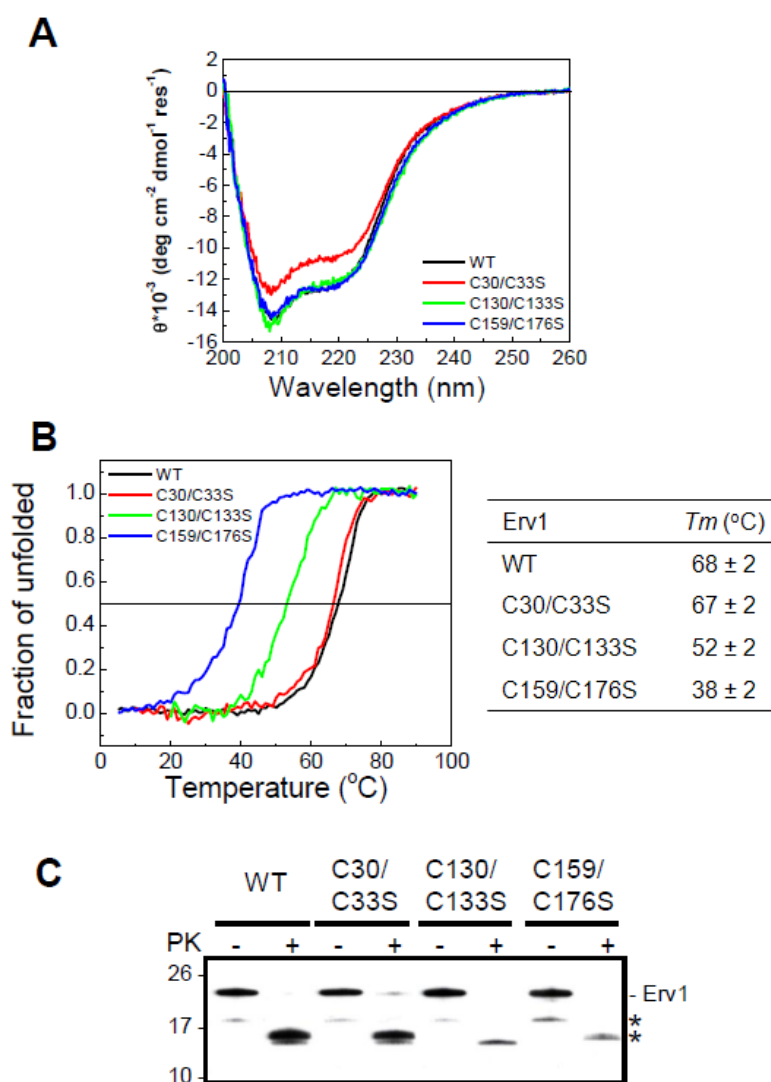 A
2
0
-2
-4
-6
-8
-10
-12
-14
-16
θ*10⁻³ (deg cm⁻² dmol⁻¹ res⁻¹)
WT
C30/C33S
C130/C133S
C159/C176S
200 210 220 230 240 250 260
Wavelength (nm)
B
WT
C30/C33S
C130/C133S
C159/C176S
1.0
0.8
0.6
0.4
0.2
0.0
Fraction of unfolded
0 20 40 60 80 100
Temperature (°C)
Erv1 Tm (°C)
WT 68 ± 2
C30/C33S 67 ± 2
C130/C133S 52 ± 2
C159/C176S 38 ± 2
C
WT C30/ C130/ C159/
C33S C133S C176S
PK - + - + - + - +
26 -
- Erv1
17 -
*
*
10 -